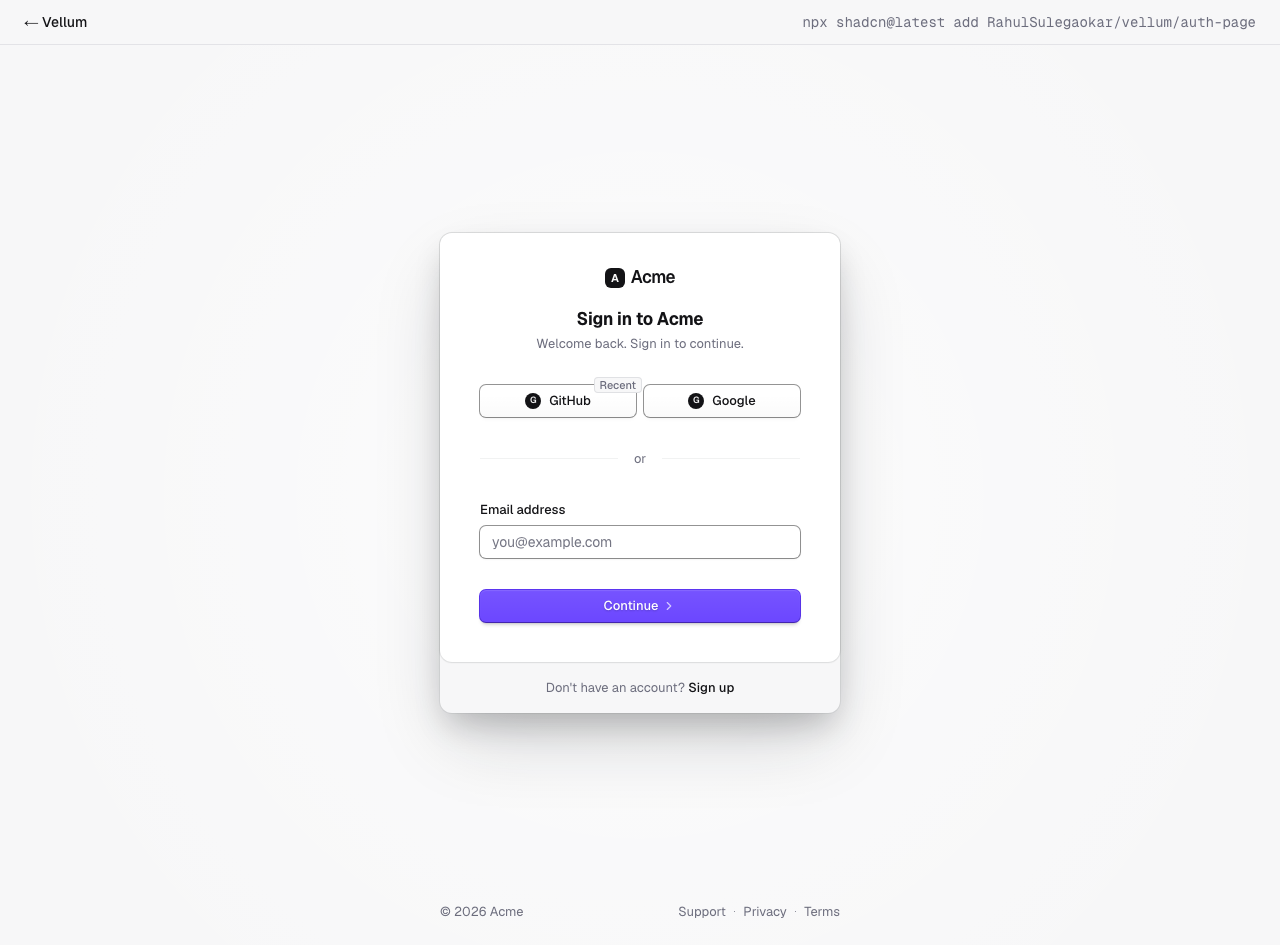 ← Vellum
npx shadcn@latest add RahulSulegaokar/vellum/auth-page
A Acme
Sign in to Acme
Welcome back. Sign in to continue.
Recent
G GitHub
G Google
or
Email address
you@example.com
Continue
Don't have an account? Sign up
© 2026 Acme
Support · Privacy · Terms